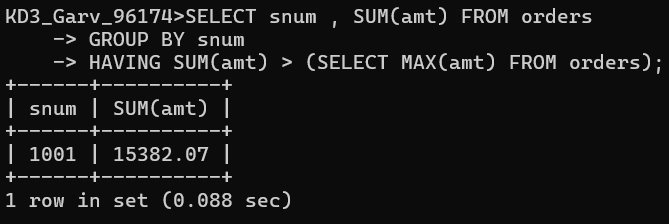 KD3_Garv_96174>SELECT snum , SUM(amt) FROM orders
    -> GROUP BY snum
    -> HAVING SUM(amt) > (SELECT MAX(amt) FROM orders);
+------+----------+
| snum | SUM(amt) |
+------+----------+
| 1001 | 15382.07 |
+------+----------+
1 row in set (0.088 sec)